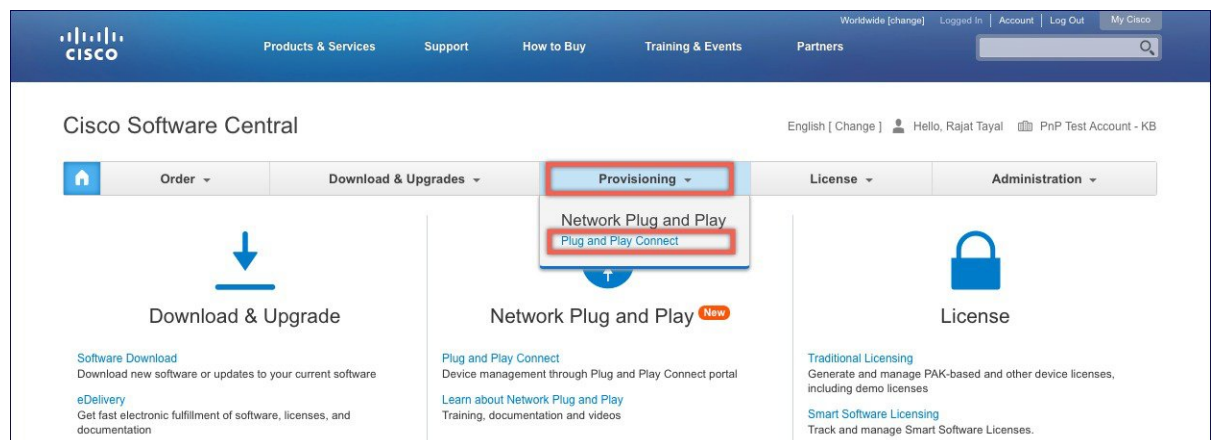 Worldwide [change] Logged In | Account | Log Out My Cisco
CISCO
Products & Services Support How to Buy Training & Events Partners
Cisco Software Central
English [ Change ] Hello, Rajat Tayal PnP Test Account - KB
Order Download & Upgrades Provisioning License Administration
Network Plug and Play
Plug and Play Connect
Download & Upgrade
Software Download
Download new software or updates to your current software
eDelivery
Get fast electronic fulfillment of software, licenses, and
documentation
Network Plug and Play New
Plug and Play Connect
Device management through Plug and Play Connect portal
Learn about Network Plug and Play
Training, documentation and videos
License
Traditional Licensing
Generate and manage PAK-based and other device licenses,
including demo licenses
Smart Software Licensing
Track and manage Smart Software Licenses.